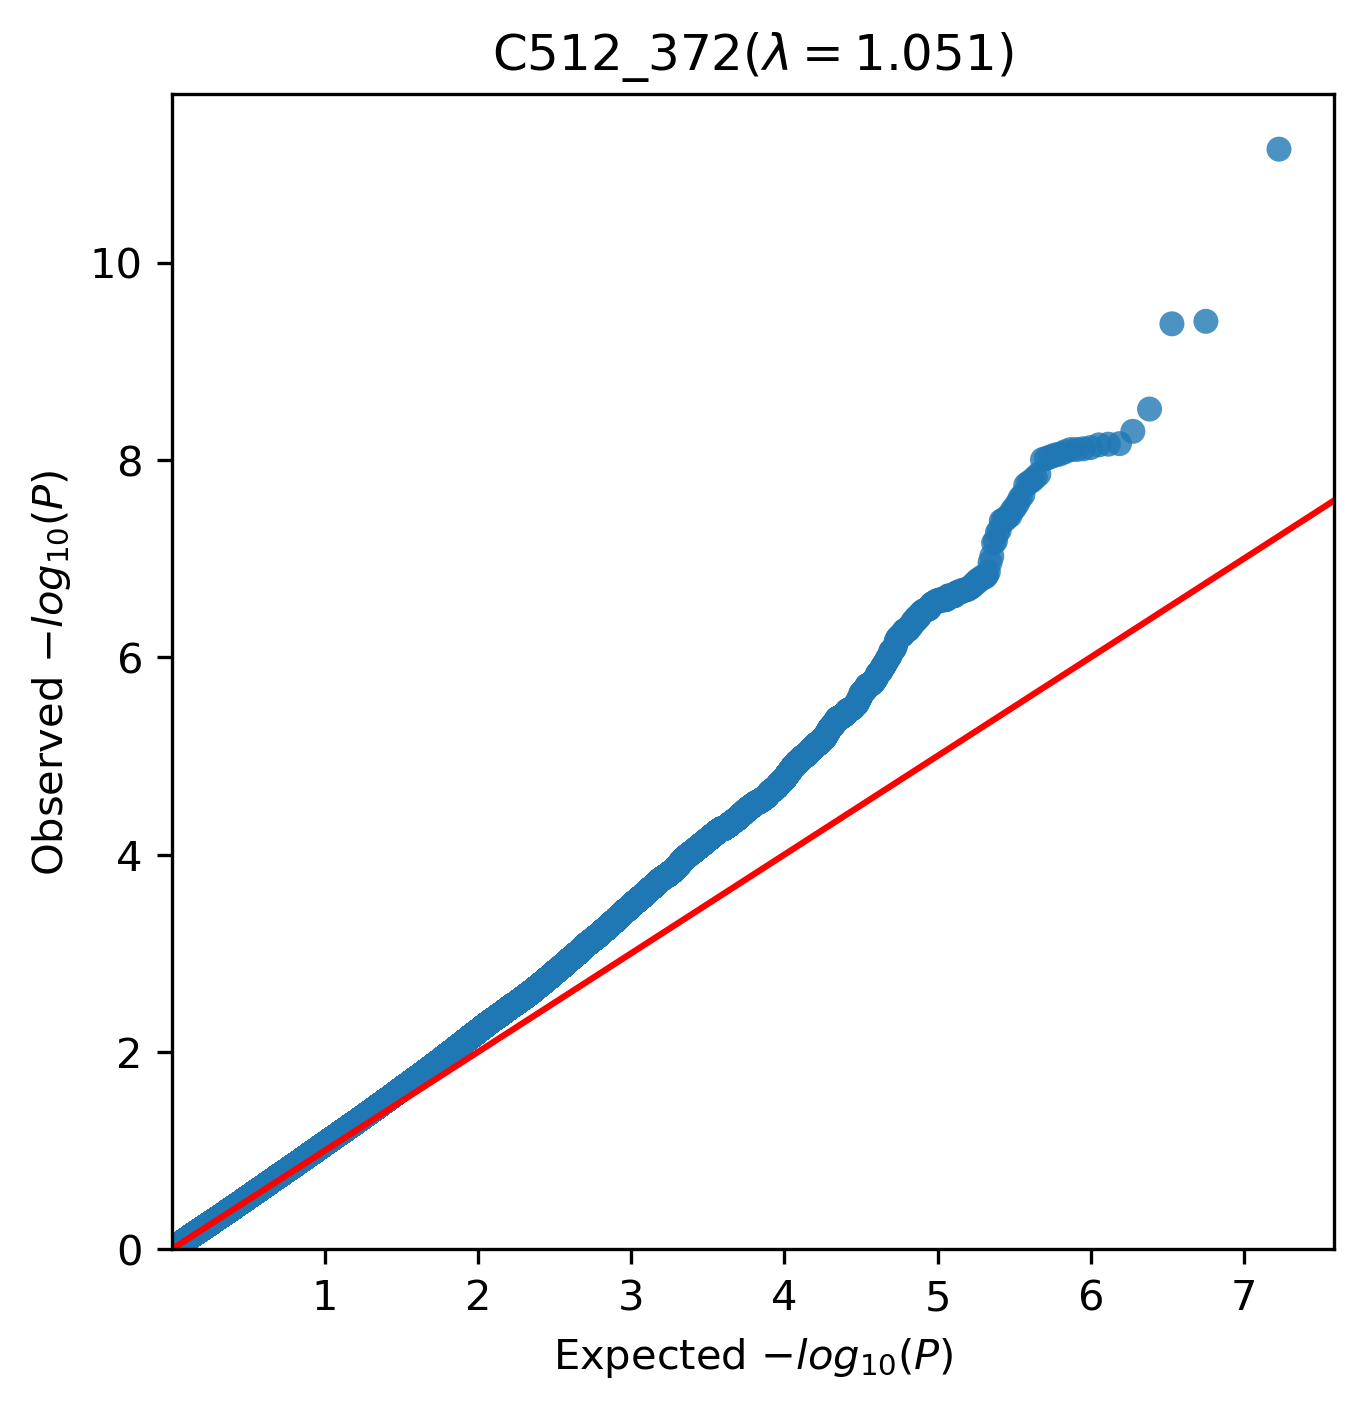 C512_372(λ = 1.051)
Observed −log₁₀(P)
10
8
6
4
2
0
1 2 3 4 5 6 7
Expected −log₁₀(P)